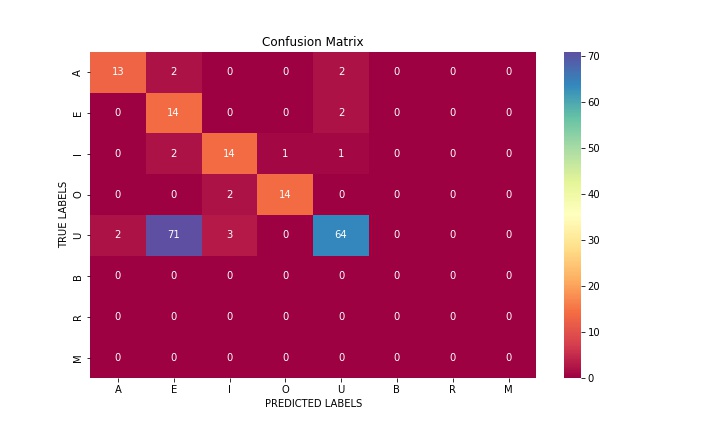 Confusion Matrix
A 13 2 0 0 2 0 0 0
E 0 14 0 0 2 0 0 0
I 0 2 14 1 1 0 0 0
O 0 0 2 14 0 0 0 0
U 2 71 3 0 64 0 0 0
B 0 0 0 0 0 0 0 0
R 0 0 0 0 0 0 0 0
M 0 0 0 0 0 0 0 0
A E I O U B R M
TRUE LABELS
PREDICTED LABELS
70
60
50
40
30
20
10
0